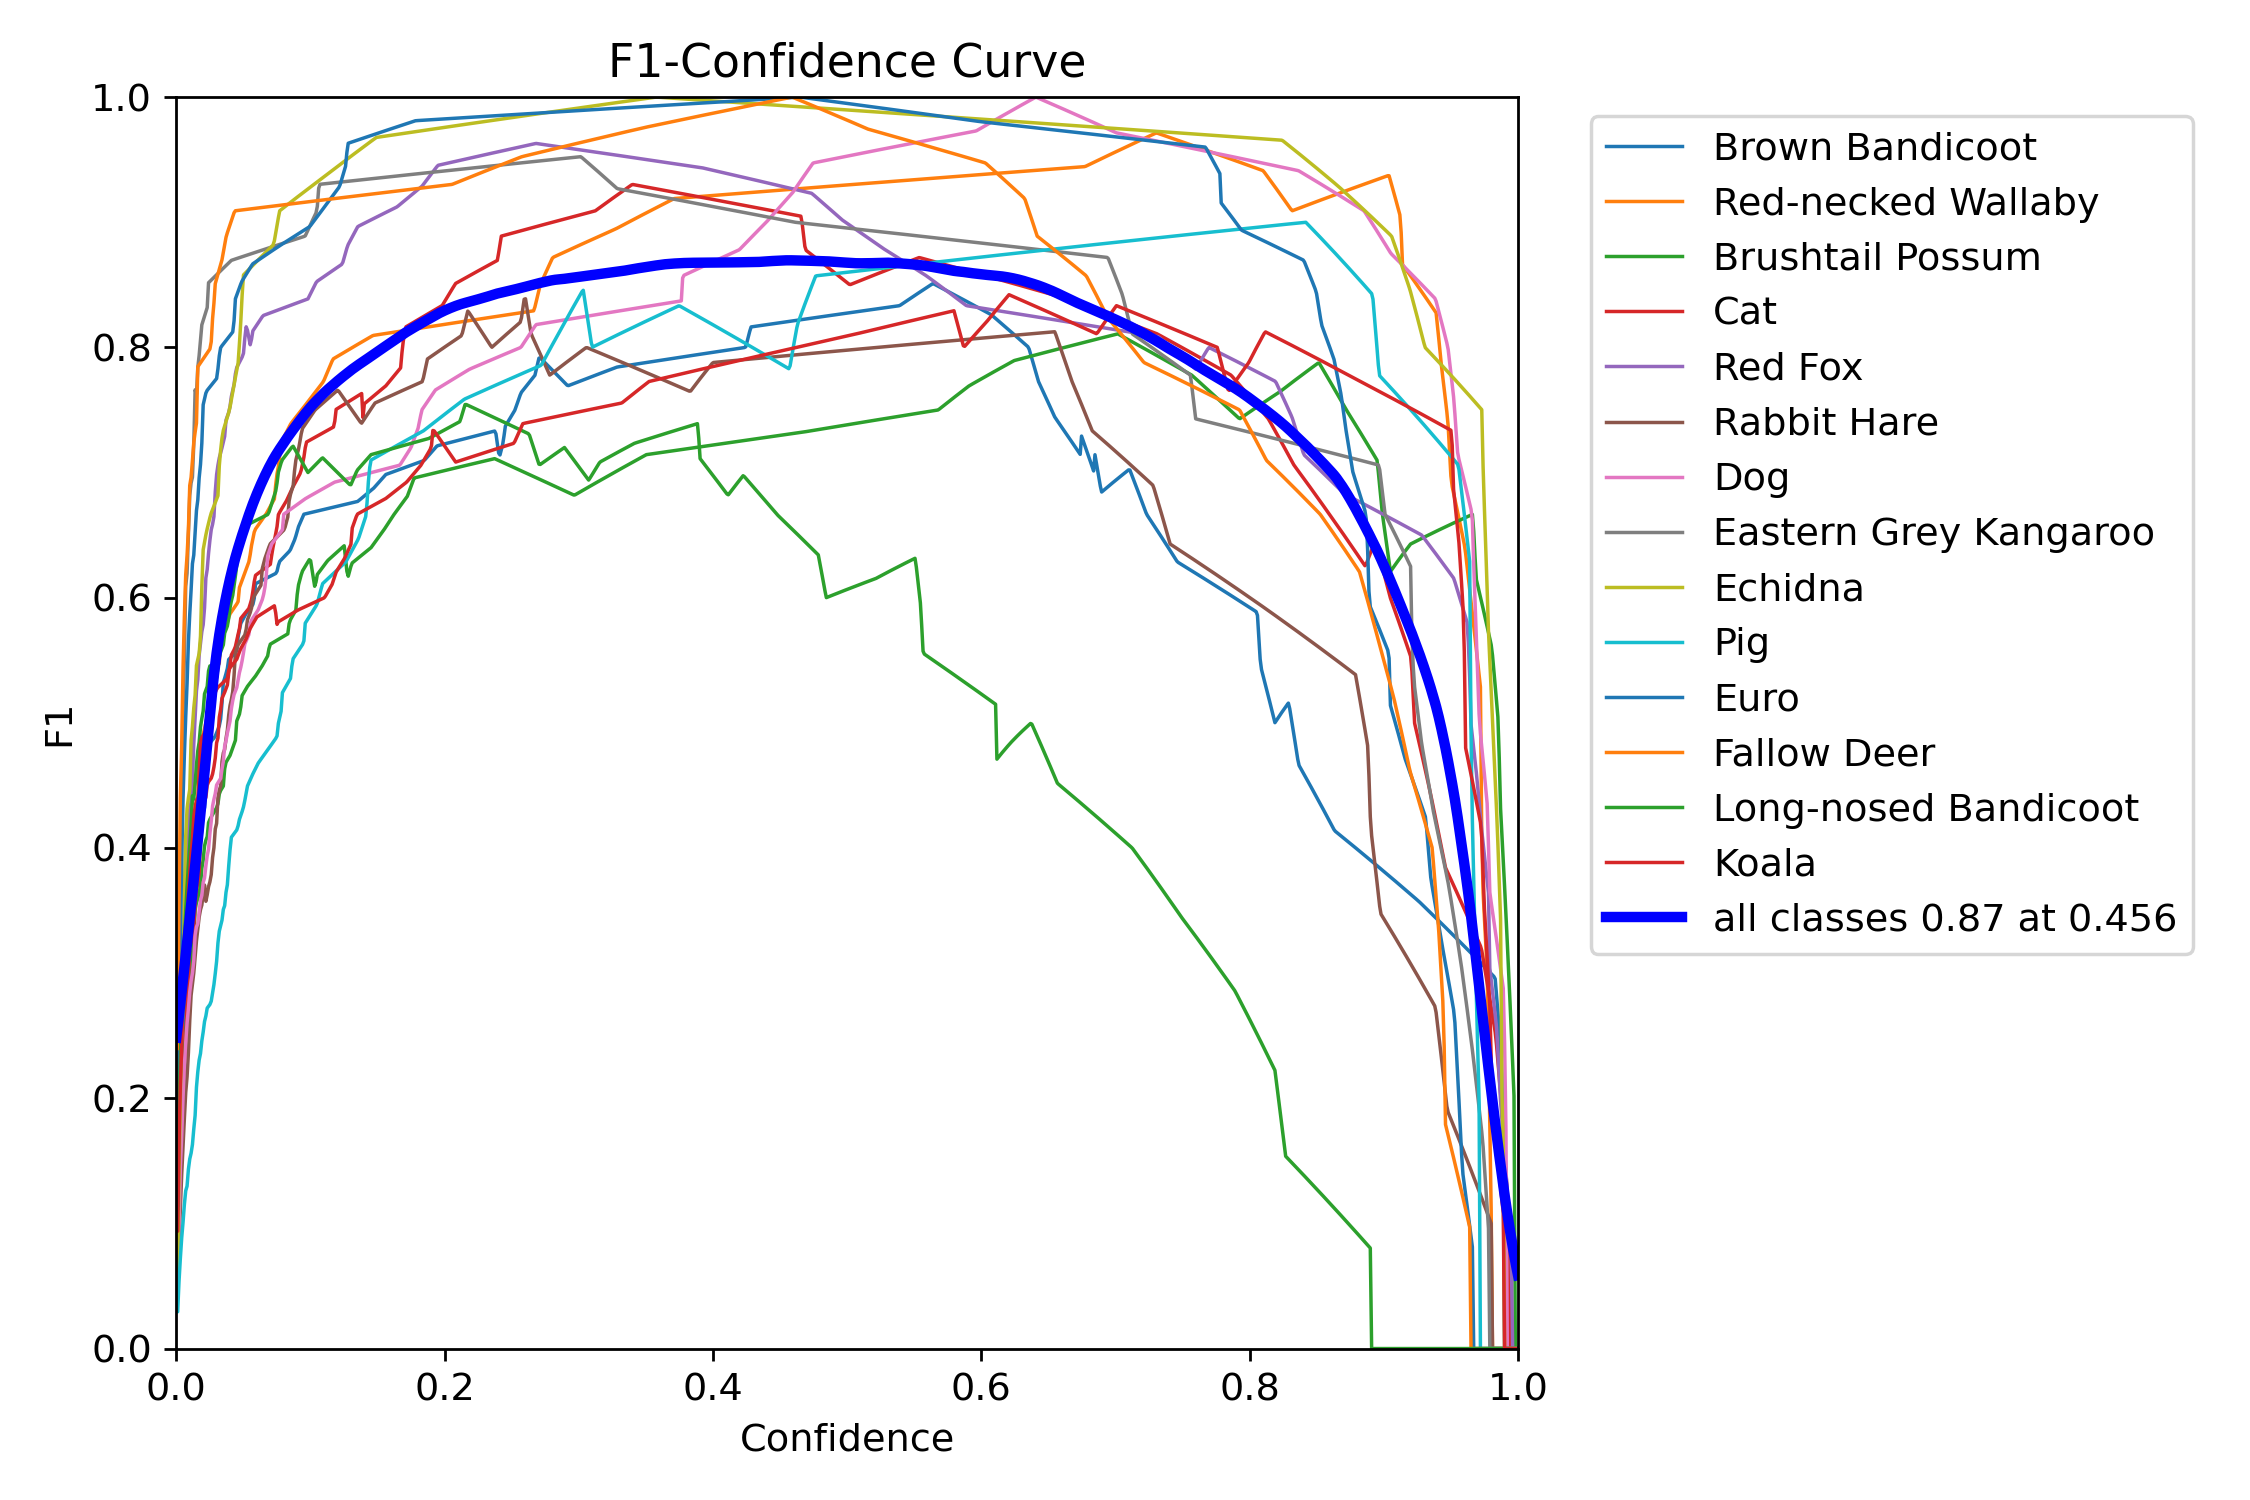 F1-Confidence Curve
1.0
0.8
0.6
0.4
0.2
0.0
F1
0.0 0.2 0.4 0.6 0.8 1.0
Confidence
Brown Bandicoot
Red-necked Wallaby
Brushtail Possum
Cat
Red Fox
Rabbit Hare
Dog
Eastern Grey Kangaroo
Echidna
Pig
Euro
Fallow Deer
Long-nosed Bandicoot
Koala
all classes 0.87 at 0.456